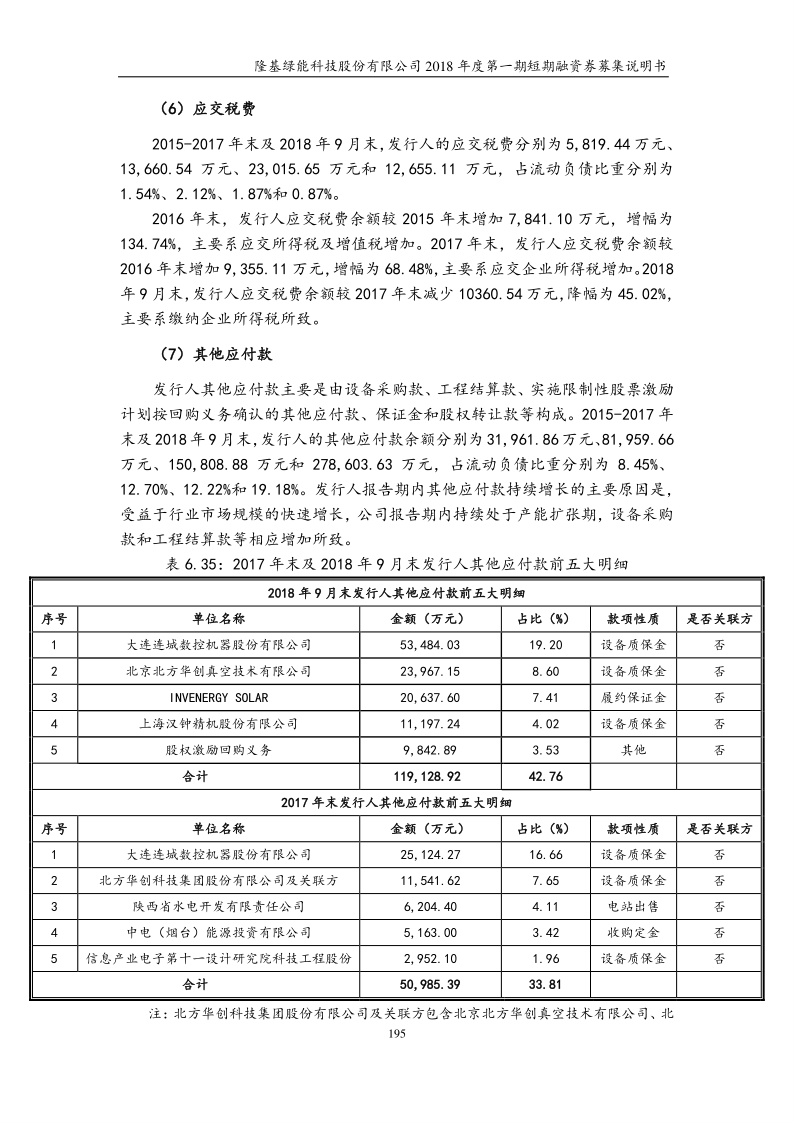 隆基绿能科技股份有限公司 2018 年度第一期短期融资券募集说明书
（6）应交税费
2015-2017 年末及 2018 年 9 月末,发行人的应交税费分别为 5,819.44 万元、
13,660.54 万元、23,015.65 万元和 12,655.11 万元，占流动负债比重分别为
1.54%、2.12%、1.87%和 0.87%。
2016 年末，发行人应交税费余额较 2015 年末增加 7,841.10 万元，增幅为
134.74%，主要系应交所得税及增值税增加。2017 年末，发行人应交税费余额较
2016 年末增加 9,355.11 万元,增幅为 68.48%,主要系应交企业所得税增加。2018
年 9 月末,发行人应交税费余额较 2017 年末减少 10360.54 万元,降幅为 45.02%,
主要系缴纳企业所得税所致。
（7）其他应付款
发行人其他应付款主要是由设备采购款、工程结算款、实施限制性股票激励
计划按回购义务确认的其他应付款、保证金和股权转让款等构成。2015-2017 年
末及 2018 年 9 月末,发行人的其他应付款余额分别为 31,961.86 万元、81,959.66
万元、150,808.88 万元和 278,603.63 万元，占流动负债比重分别为 8.45%、
12.70%、12.22%和 19.18%。发行人报告期内其他应付款持续增长的主要原因是，
受益于行业市场规模的快速增长，公司报告期内持续处于产能扩张期，设备采购
款和工程结算款等相应增加所致。
表 6.35：2017 年末及 2018 年 9 月末发行人其他应付款前五大明细
2018 年 9 月末发行人其他应付款前五大明细
序号 单位名称 金额（万元） 占比（%） 款项性质 是否关联方
1 大连连城数控机器股份有限公司 53,484.03 19.20 设备质保金 否
2 北京北方华创真空技术有限公司 23,967.15 8.60 设备质保金 否
3 INVENERGY SOLAR 20,637.60 7.41 履约保证金 否
4 上海汉钟精机股份有限公司 11,197.24 4.02 设备质保金 否
5 股权激励回购义务 9,842.89 3.53 其他 否
合计 119,128.92 42.76
2017 年末发行人其他应付款前五大明细
序号 单位名称 金额（万元） 占比（%） 款项性质 是否关联方
1 大连连城数控机器股份有限公司 25,124.27 16.66 设备质保金 否
2 北方华创科技集团股份有限公司及关联方 11,541.62 7.65 设备质保金 否
3 陕西省水电开发有限责任公司 6,204.40 4.11 电站出售 否
4 中电（烟台）能源投资有限公司 5,163.00 3.42 收购定金 否
5 信息产业电子第十一设计研究院科技工程股份 2,952.10 1.96 设备质保金 否
合计 50,985.39 33.81
注：北方华创科技集团股份有限公司及关联方包含北京北方华创真空技术有限公司、北
195